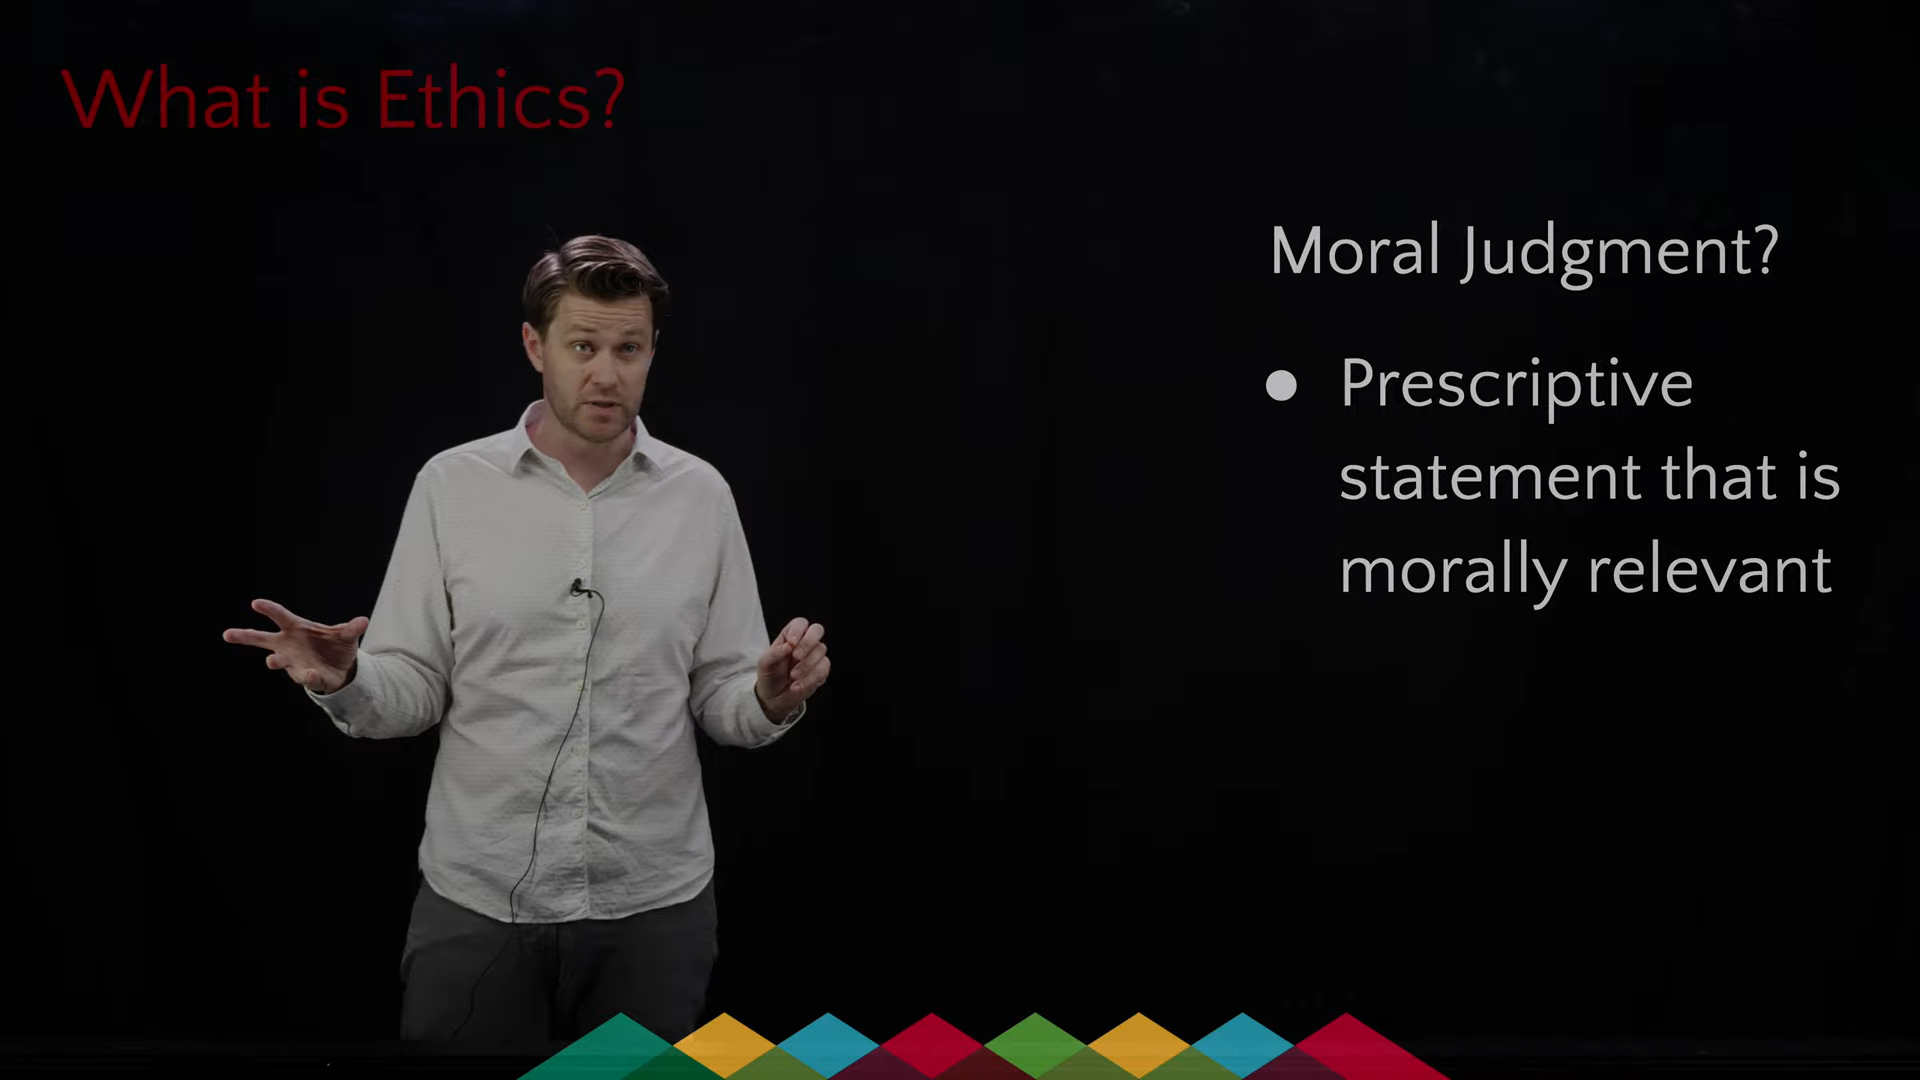 What is Ethics?
Moral Judgment?
● Prescriptive
statement that is
morally relevant